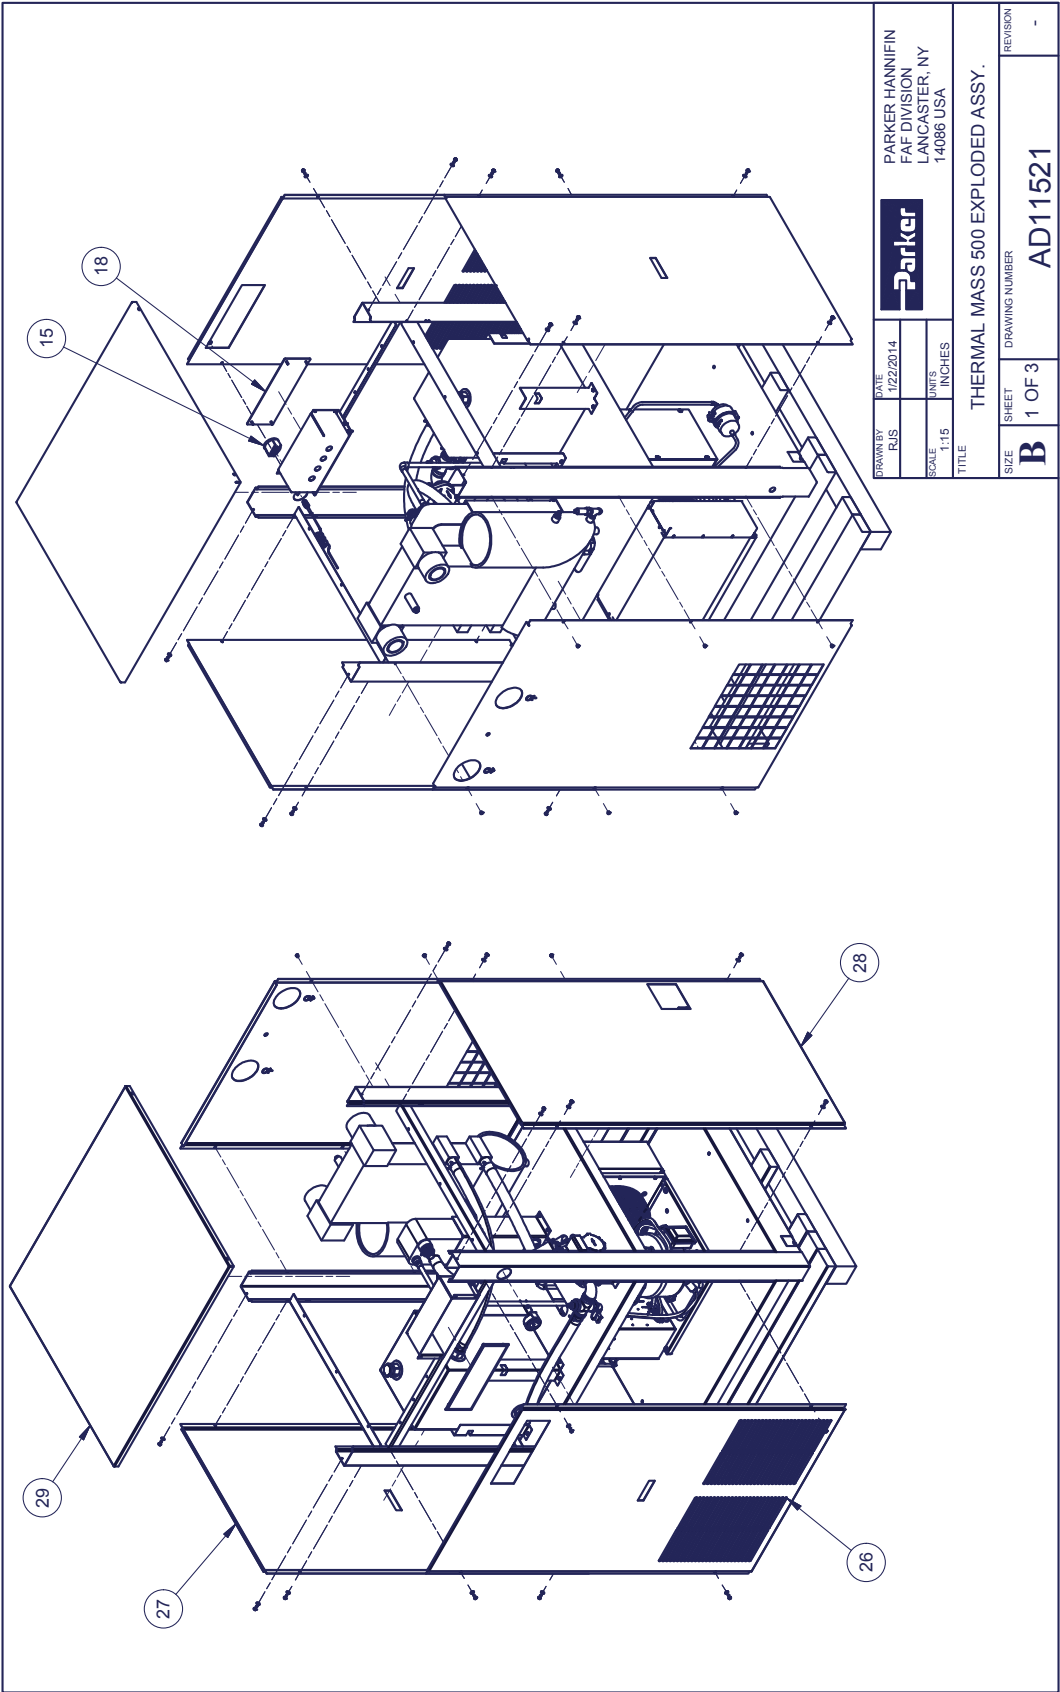 29
27
26
28
15
18
Parker
PARKER HANNIFIN
FAF DIVISION
LANCASTER, NY
14086 USA
DRAWN BY
RJS
DATE
1/22/2014
SCALE
1:15
UNITS
INCHES
TITLE
THERMAL MASS 500 EXPLODED ASSY.
SIZE
B
SHEET
1 OF 3
DRAWING NUMBER
AD11521
REVISION
-